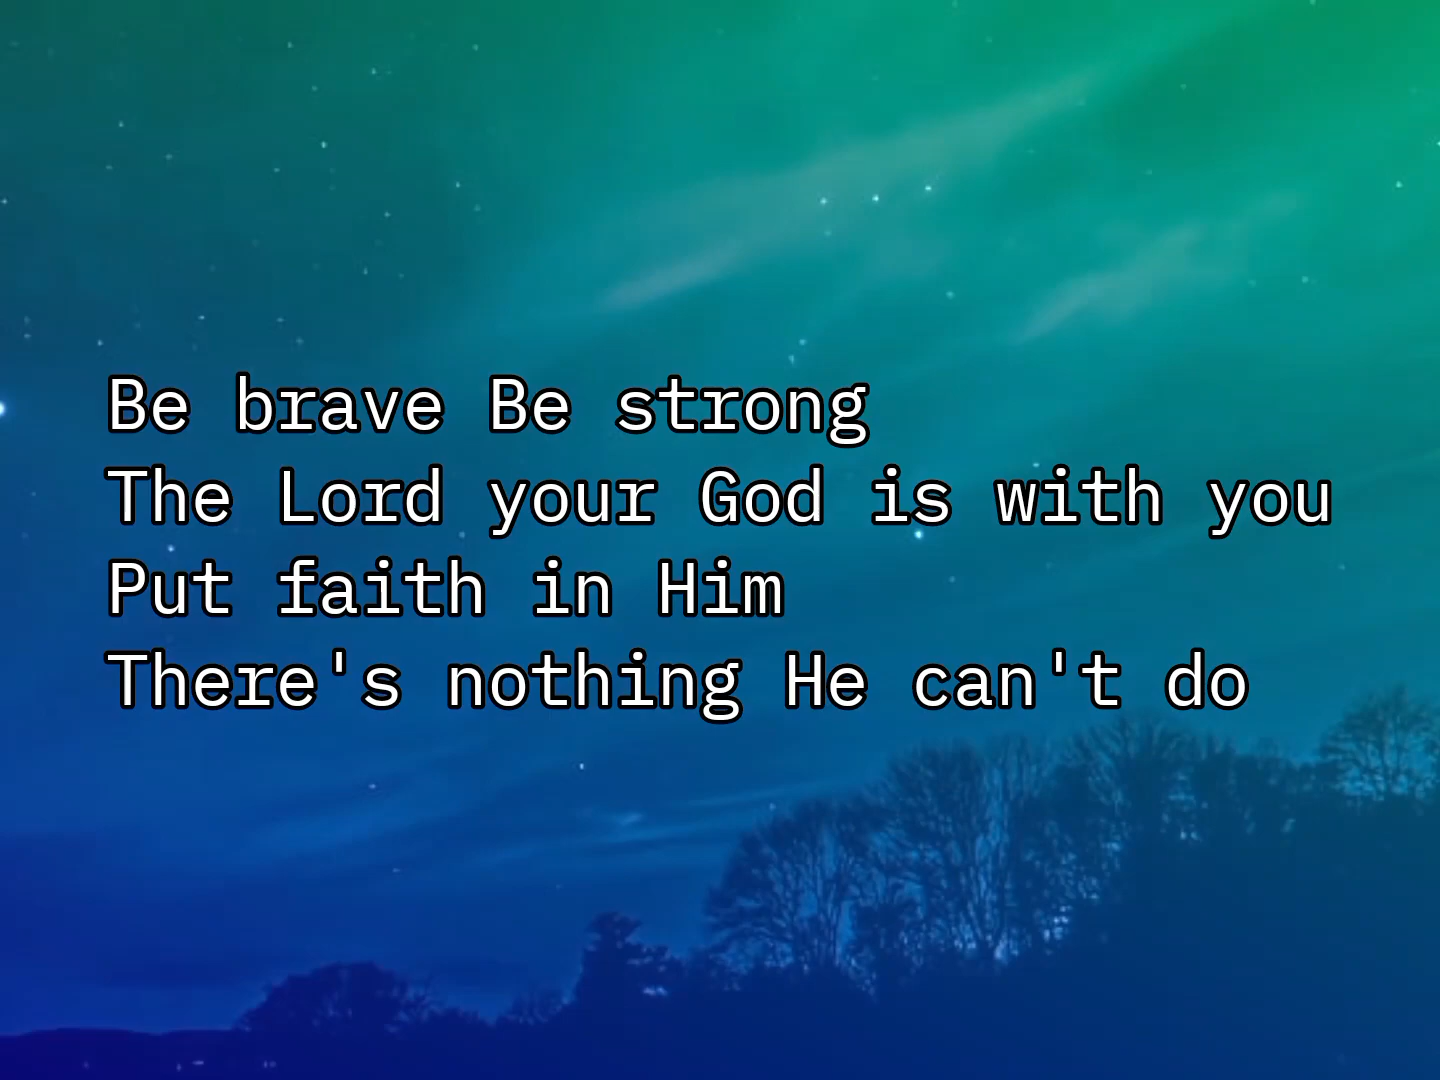 Be brave Be strong
The Lord your God is with you
Put faith in Him
There's nothing He can't do